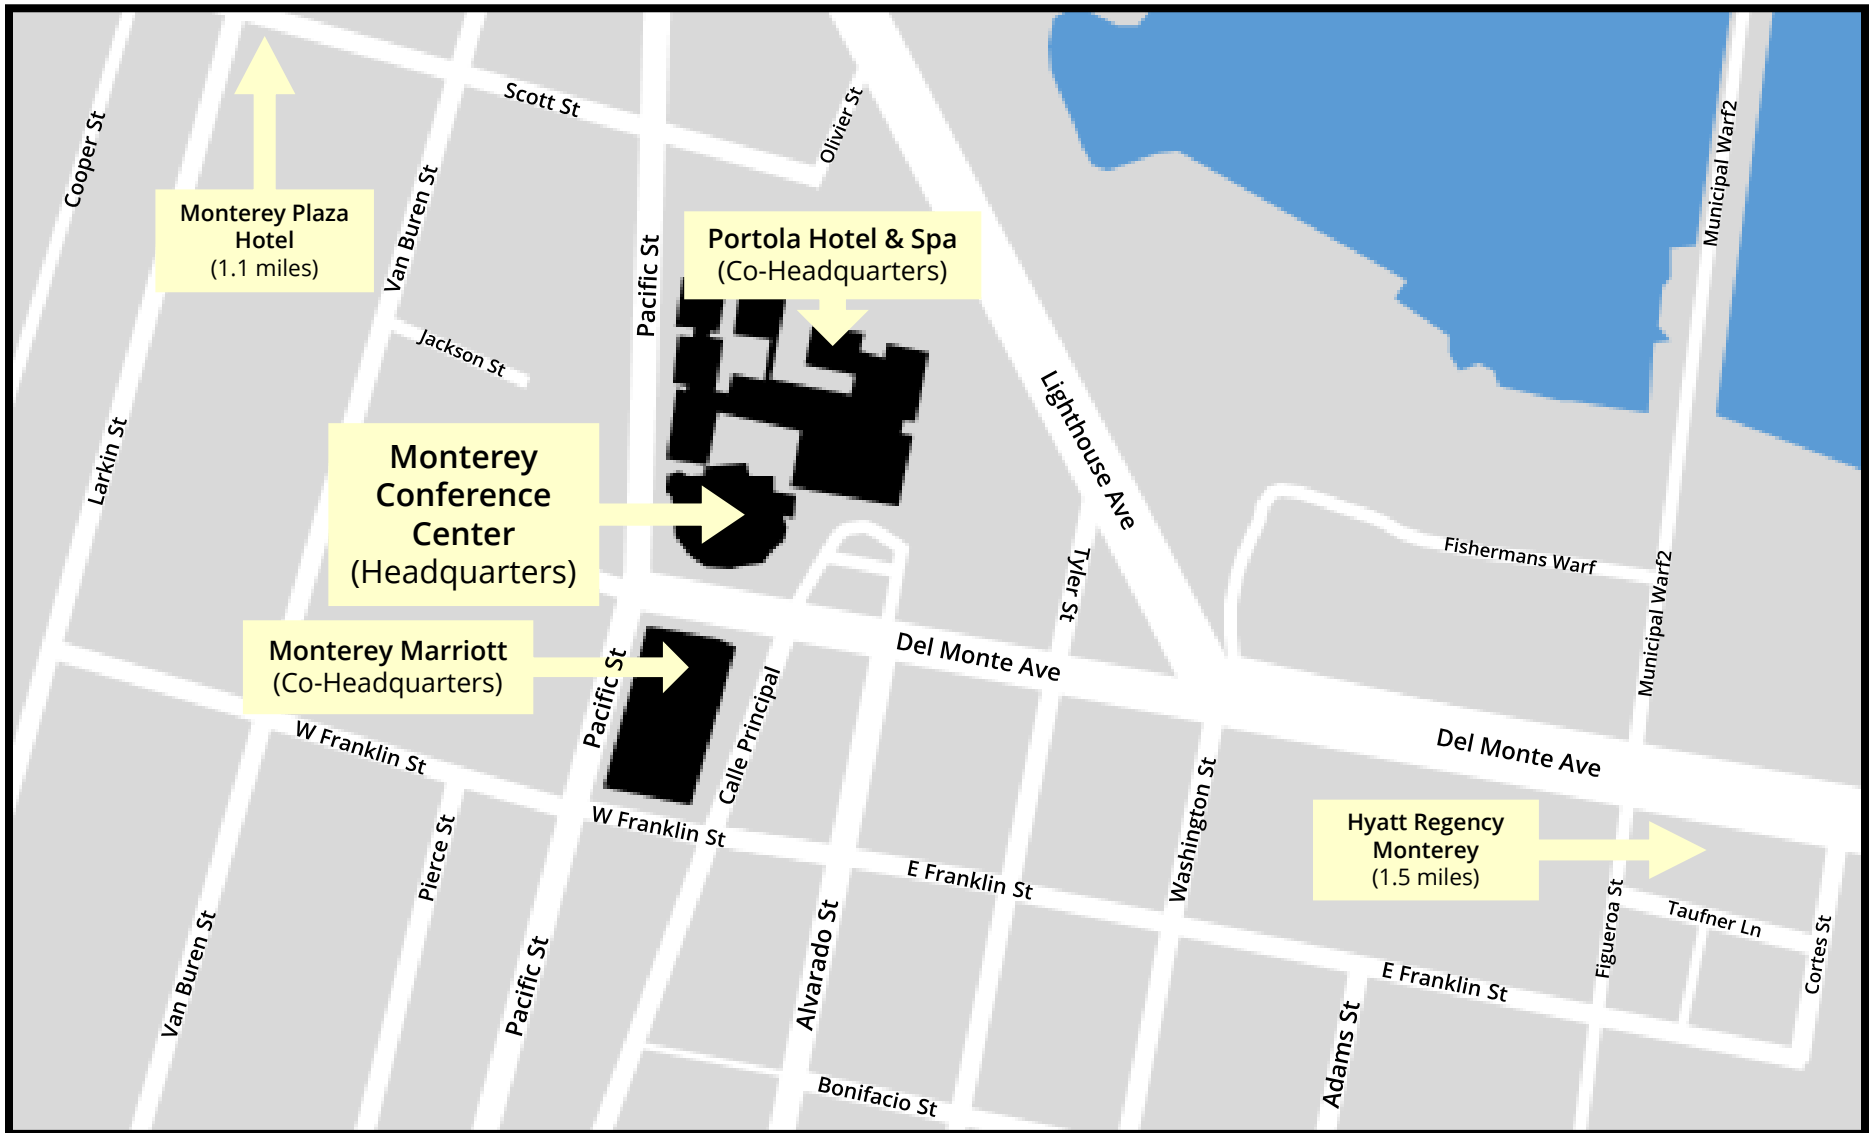 Scott St
Olivier St
Cooper St
Municipal Warf2
Monterey Plaza
Hotel
(1.1 miles)
Van Buren St
Portola Hotel & Spa
(Co-Headquarters)
Pacific St
Jackson St
Lighthouse Ave
Larkin St
Monterey
Conference
Center
(Headquarters)
Fishermans Warf
Tyler St
Municipal Warf2
Monterey Marriott
(Co-Headquarters)
Pacific St
Del Monte Ave
Calle Principal
W Franklin St
Del Monte Ave
W Franklin St
Washington St
Hyatt Regency
Monterey
(1.5 miles)
Pierce St
E Franklin St
Figueroa St
Taufner Ln
Cortes St
Van Buren St
Pacific St
Alvarado St
E Franklin St
Adams St
Bonifacio St